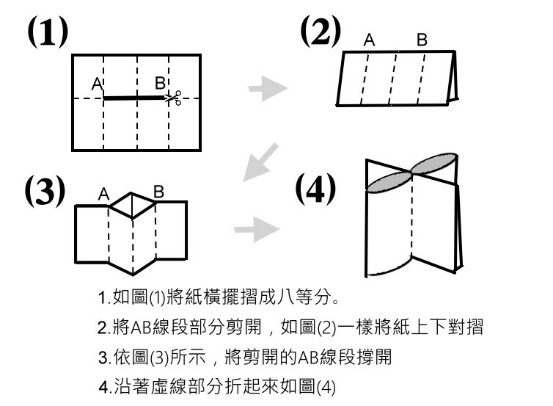 (1)
A B
(2)
A B
(3)
A B
(4)
1.如圖(1)將紙橫擺摺成八等分。
2.將AB線段部分剪開，如圖(2)一樣將紙上下對摺
3.依圖(3)所示，將剪開的AB線段撐開
4.沿著虛線部分折起來如圖(4)